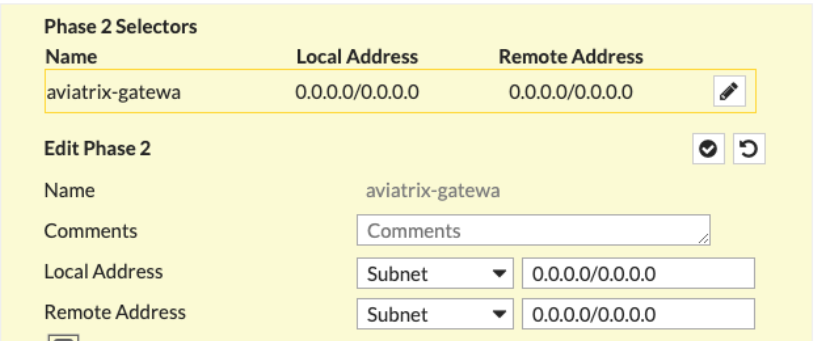 Phase 2 Selectors
Name Local Address Remote Address
aviatrix-gatewa 0.0.0.0/0.0.0.0 0.0.0.0/0.0.0.0
Edit Phase 2
Name aviatrix-gatewa
Comments Comments
Local Address Subnet 0.0.0.0/0.0.0.0
Remote Address Subnet 0.0.0.0/0.0.0.0